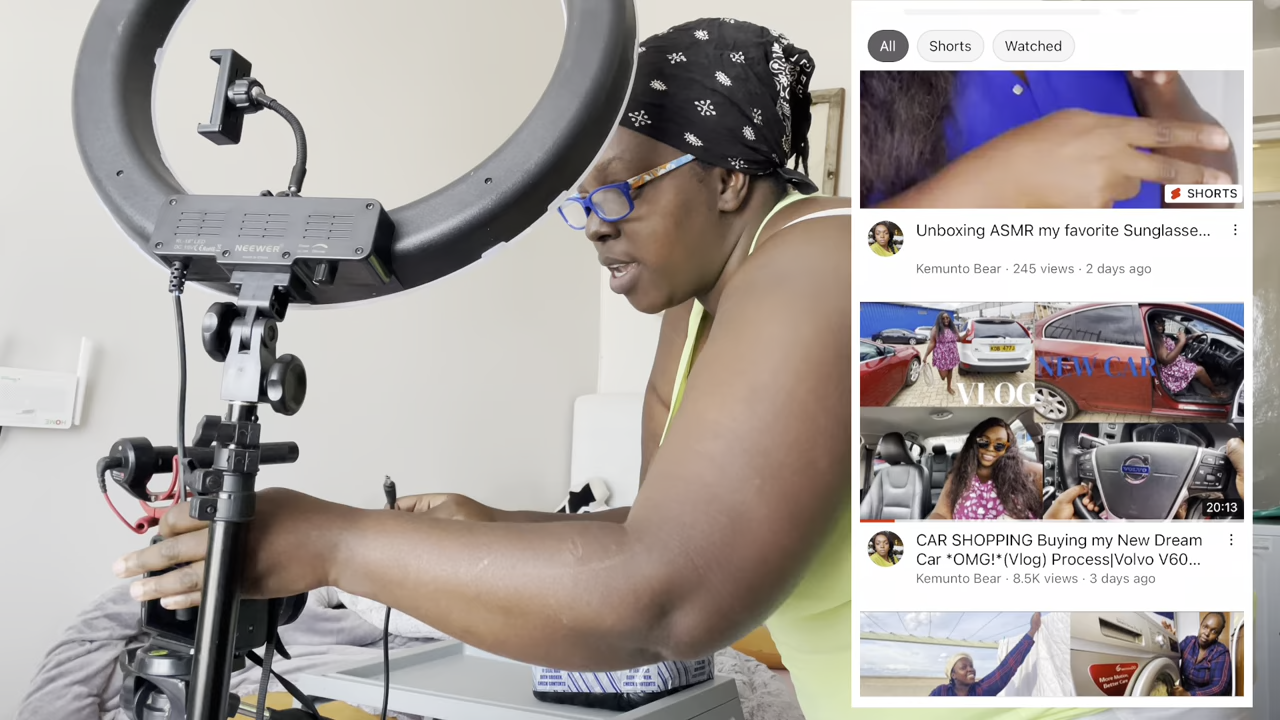 NEEWER
All
Shorts
Watched
SHORTS
Unboxing ASMR my favorite Sunglasse...
Kemunto Bear · 245 views · 2 days ago
NEW CAR
VLOG
VOLVO
20:13
CAR SHOPPING Buying my New Dream
Car *OMG!*(Vlog) Process|Volvo V60...
Kemunto Bear · 8.5K views · 3 days ago